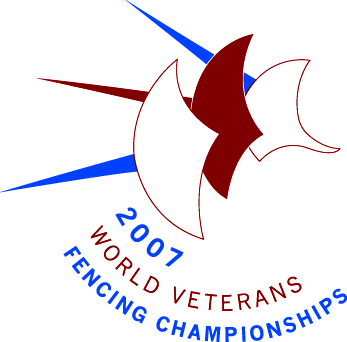 2007
WORLD VETERANS
FENCING CHAMPIONSHIPS